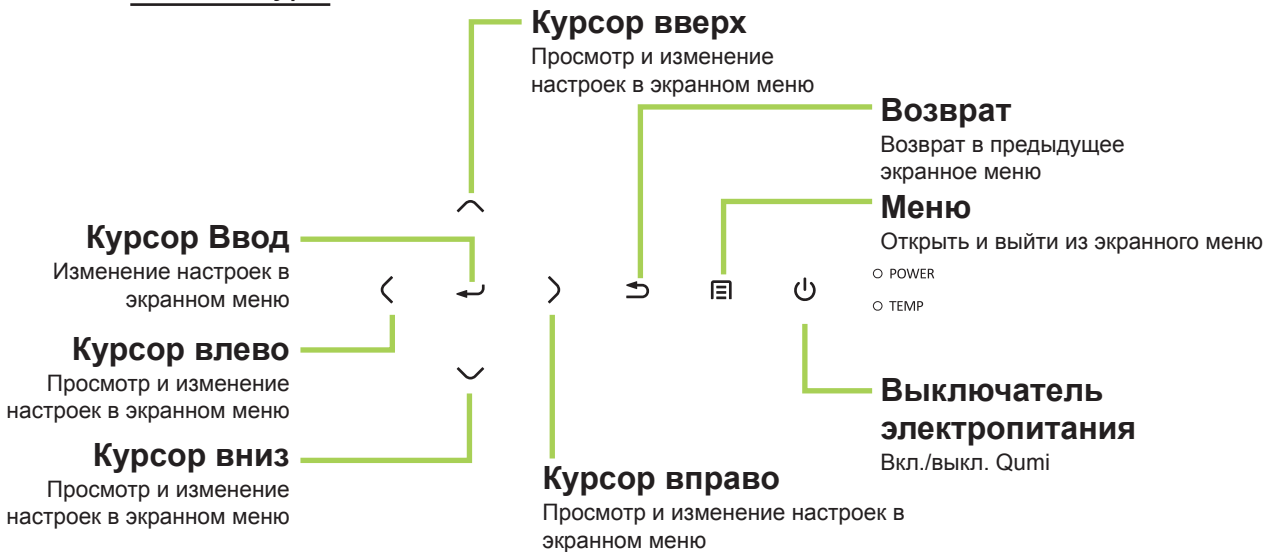 Курсор вверх
Просмотр и изменение
настроек в экранном меню
Возврат
Возврат в предыдущее
экранное меню
Меню
Открыть и выйти из экранного меню
Курсор Ввод
Изменение настроек в
экранном меню
POWER
TEMP
Курсор влево
Просмотр и изменение
настроек в экранном меню
Выключатель
электропитания
Вкл./выкл. Qumi
Курсор вниз
Просмотр и изменение
настроек в экранном меню
Курсор вправо
Просмотр и изменение настроек в
экранном меню